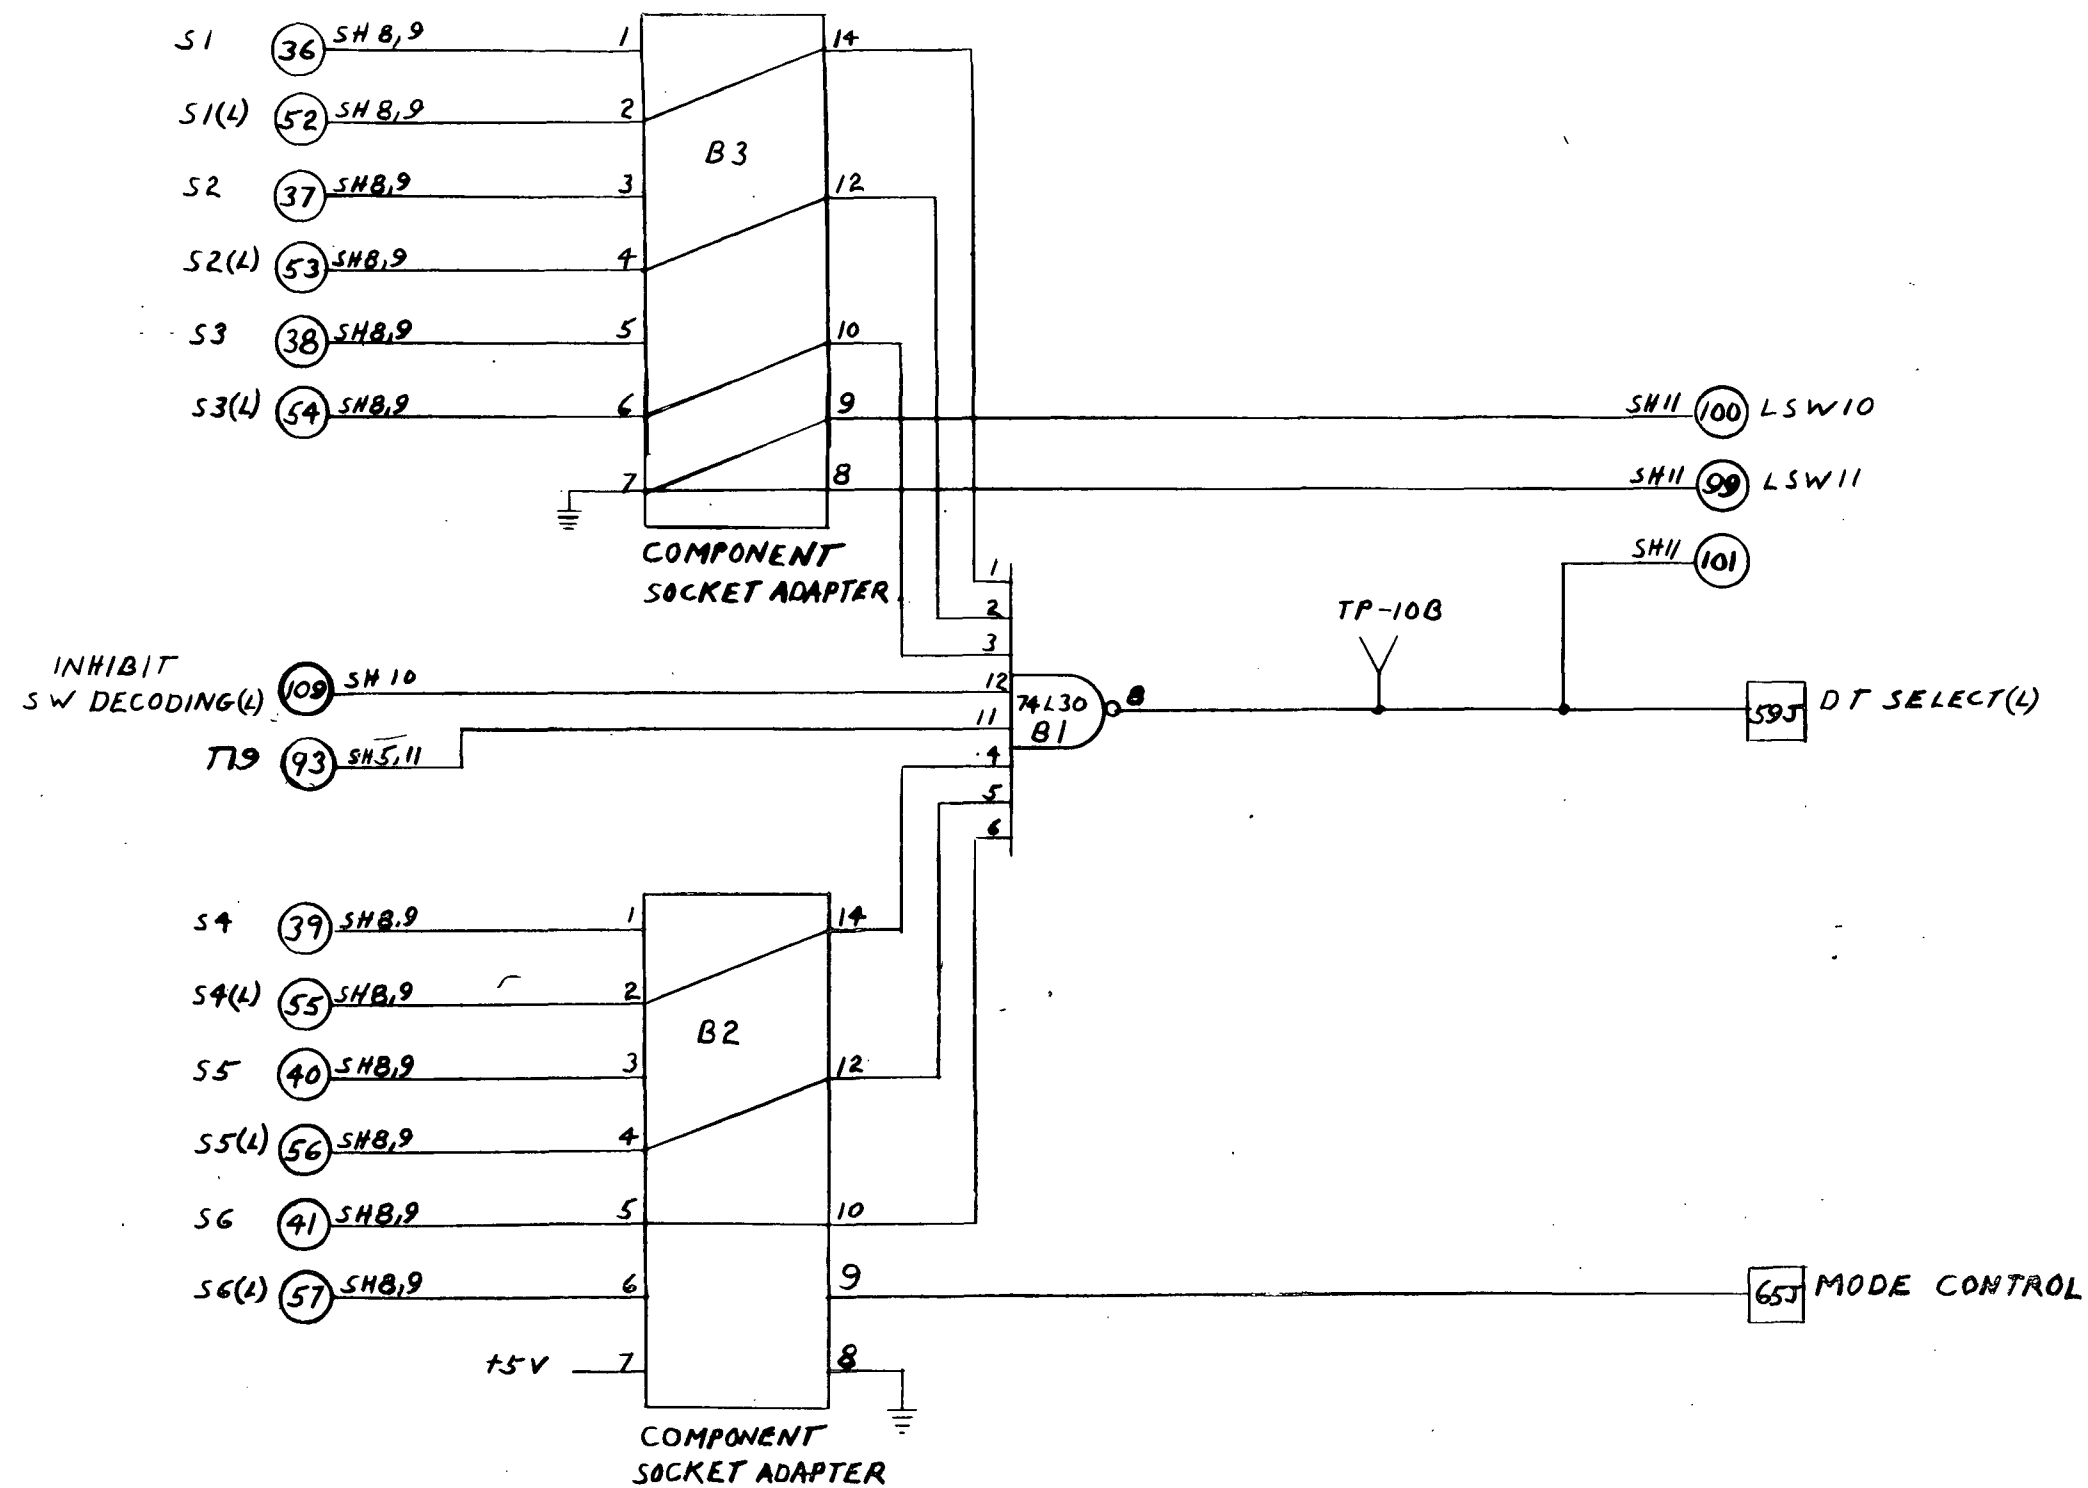 S1 36 SH 8,9 1 14
S1(L) 52 SH 8,9 2
B3
S2 37 SH8,9 3 12
S2(L) 53 SH8,9 4
S3 38 SH8,9 5 10
S3(L) 54 SH8,9 6 9 SH11 100 LSW10
7 8 SH11 99 LSW11
COMPONENT
SOCKET ADAPTER
SH11 101
1
2
3
TP-10B
INHIBIT
SW DECODING(L) 109 SH 10 12
74L30
B1
8
59J DT SELECT(L)
93 SH5,11 11
4
5
6
S4 39 SH8,9 1 14
S4(L) 55 SH8,9 2
B2
S5 40 SH8,9 3 12
S5(L) 56 SH8,9 4
S6 41 SH8,9 5 10
S6(L) 57 SH8,9 6 9 65J MODE CONTROL
+5V 7 8
COMPONENT
SOCKET ADAPTER